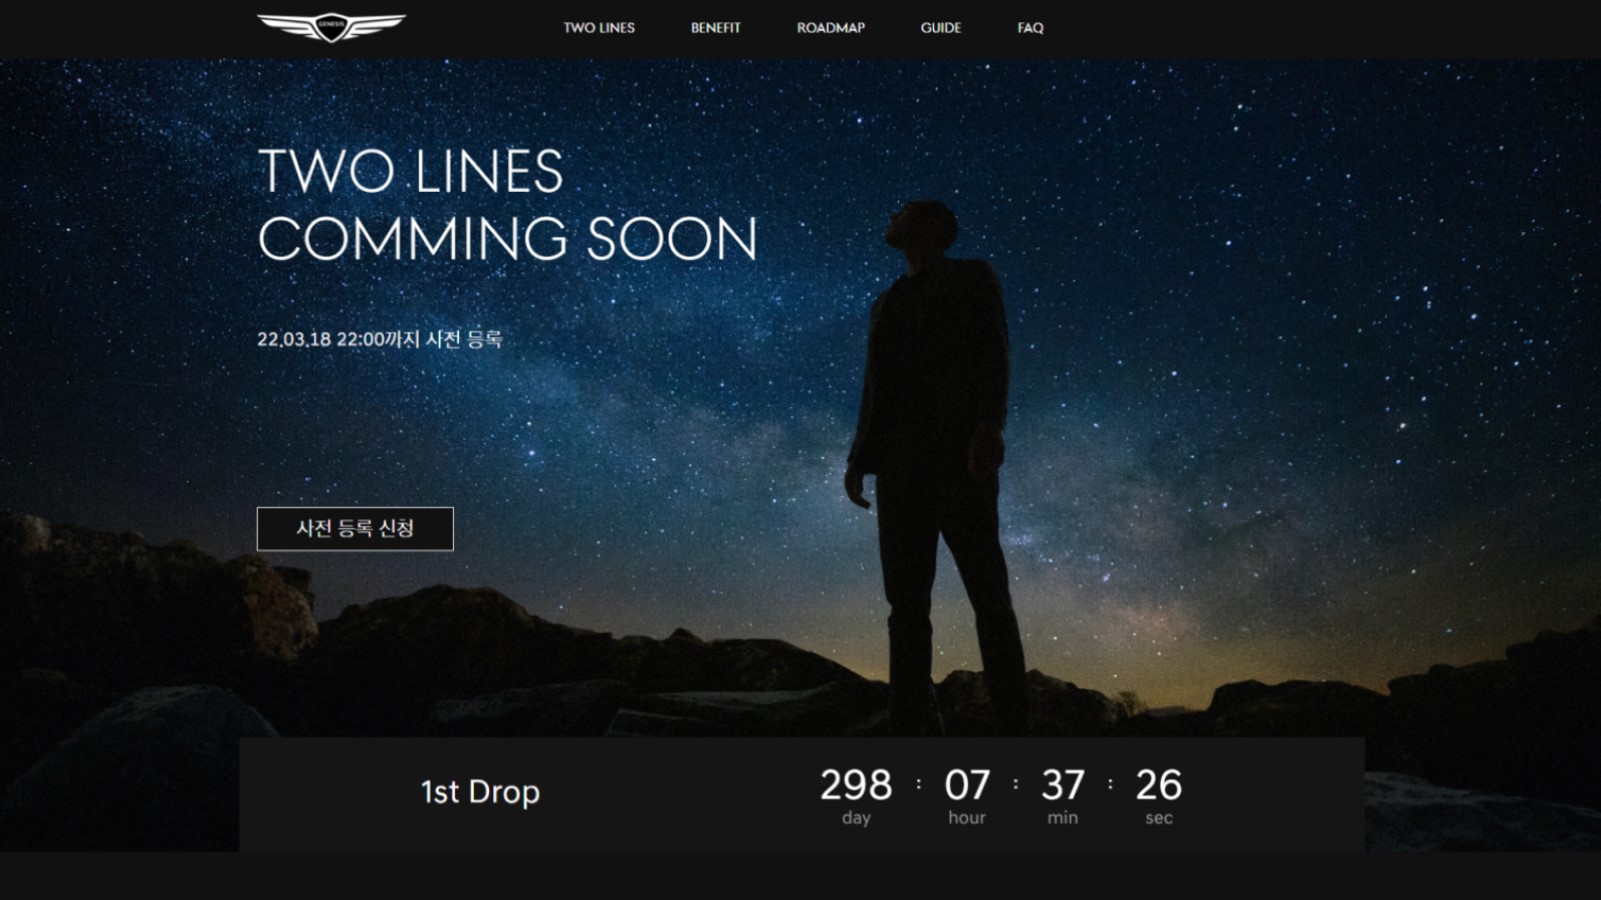 GENESIS
TWO LINES
BENEFIT
ROADMAP
GUIDE
FAQ
TWO LINES
COMMING SOON
22.03.18 22:00까지 사전 등록
사전 등록 신청
1st Drop
298 : 07 : 37 : 26
day hour min sec